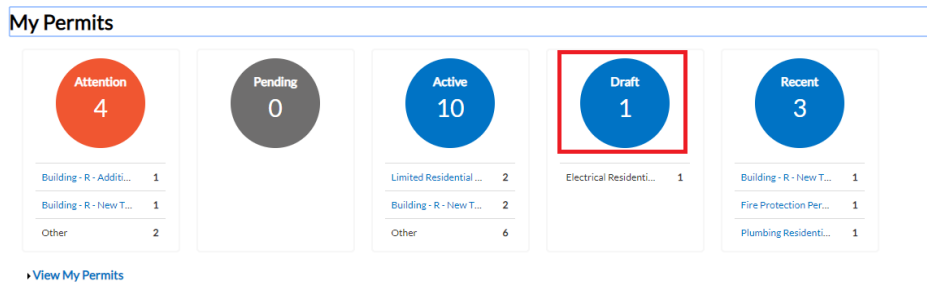 My Permits
Attention
4
Building - R - Additi... 1
Building - R - New T... 1
Other 2
Pending
0
Active
10
Limited Residential ... 2
Building - R - New T... 2
Other 6
Draft
1
Electrical Residenti... 1
Recent
3
Building - R - New T... 1
Fire Protection Per... 1
Plumbing Residenti... 1
View My Permits